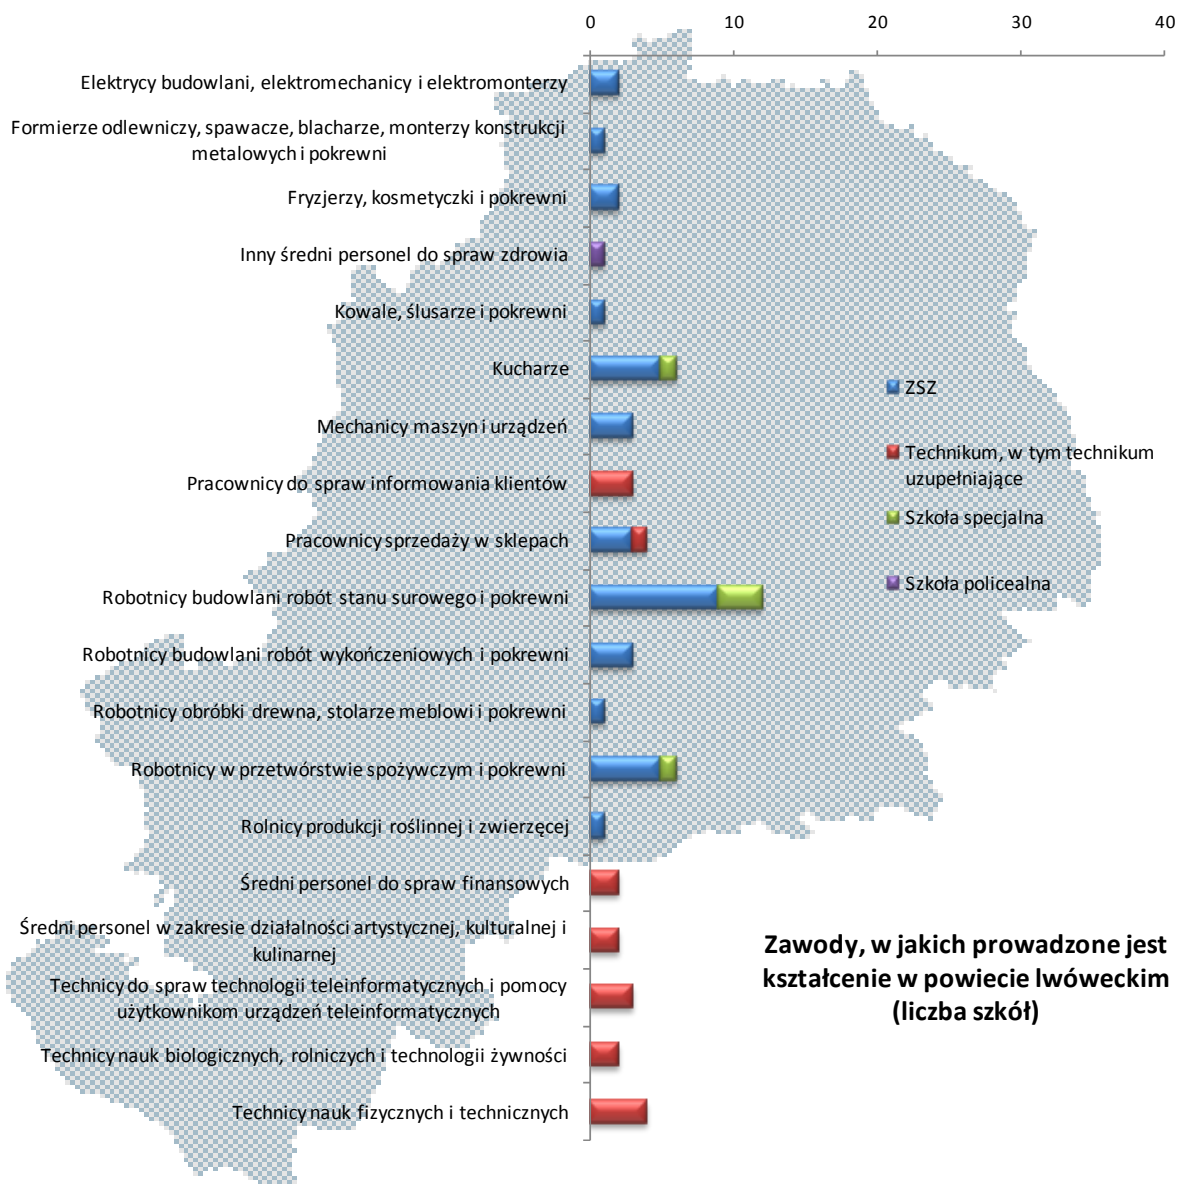 0 10 20 30 40
Elektrycy budowlani, elektromechanicy i elektromonterzy
Formierze odlewniczy, spawacze, blacharze, monterzy konstrukcji
metalowych i pokrewni
Fryzjerzy, kosmetyczki i pokrewni
Inny średni personel do spraw zdrowia
Kowale, ślusarze i pokrewni
Kucharze
Mechanicy maszyn i urządzeń
Pracownicy do spraw informowania klientów
Pracownicy sprzedaży w sklepach
Robotnicy budowlani robót stanu surowego i pokrewni
Robotnicy budowlani robót wykończeniowych i pokrewni
Robotnicy obróbki drewna, stolarze meblowi i pokrewni
Robotnicy w przetwórstwie spożywczym i pokrewni
Rolnicy produkcji roślinnej i zwierzęcej
Średni personel do spraw finansowych
Średni personel w zakresie działalności artystycznej, kulturalnej i
kulinarnej
Technicy do spraw technologii teleinformatycznych i pomocy
użytkownikom urządzeń teleinformatycznych
Technicy nauk biologicznych, rolniczych i technologii żywności
Technicy nauk fizycznych i technicznych
ZSZ
Technikum, w tym technikum
uzupełniające
Szkoła specjalna
Szkoła policealna
Zawody, w jakich prowadzone jest
kształcenie w powiecie lwóweckim
(liczba szkół)